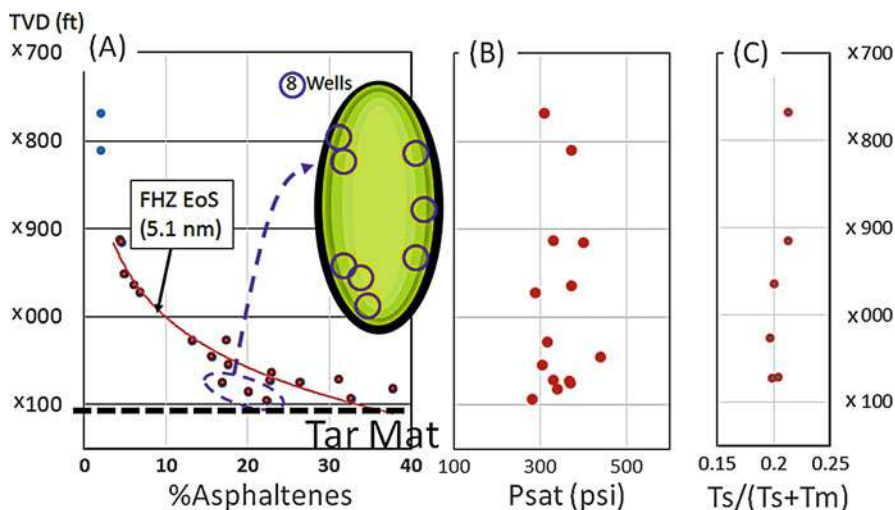 TVD (ft)
(A)
(B)
(C)
x700
x800
x900
x000
x100
8 Wells
FHZ EoS
(5.1 nm)
Tar Mat
0
10
20
30
40
%Asphaltenes
100
300
500
Psat (psi)
0.15
0.2
0.25
Ts/(Ts+Tm)
x700
x800
x900
x000
x100